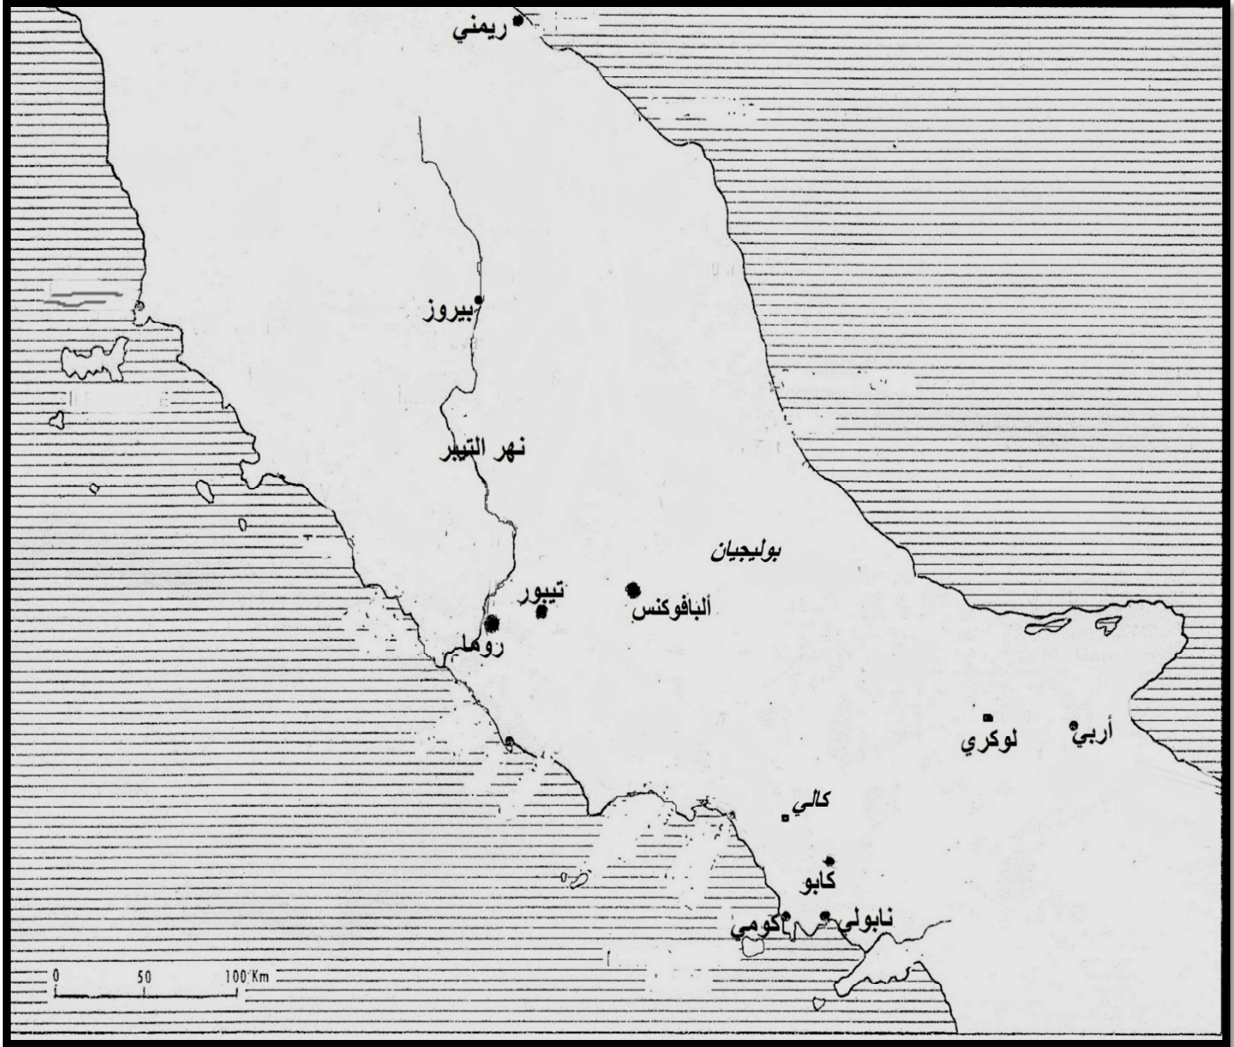 ريمني
بيروز
نهر التيبر
بوليجيان
تيبور
ألبافوكنس
روما
أربي
لوكري
كالي
كابو
نابولي
كومي
0 50 100 Km